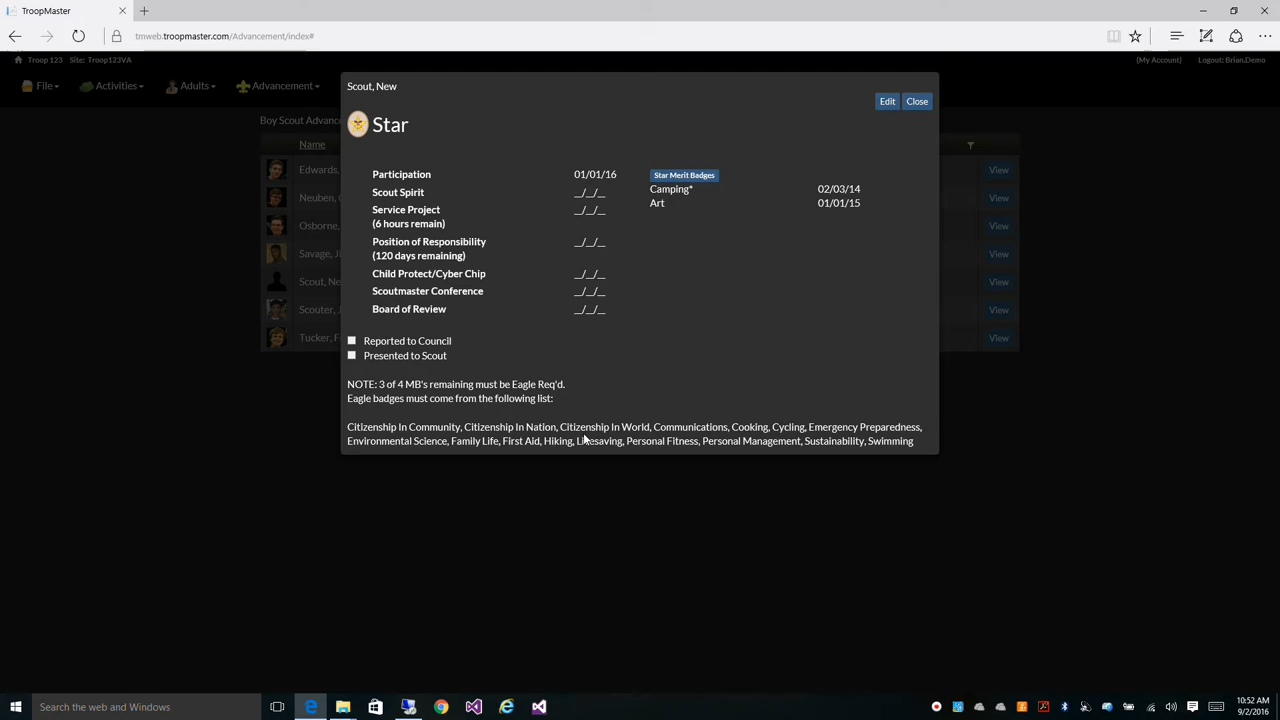 TroopMaster
tmweb.troopmaster.com/Advancement/index#
Troop 123 Site: Troop123VA (My Account) Logout: Brian.Demo
File Activities Adults Advancement
Boy Scout Advanc
Name
Edwards, View
Neuben, View
Osborne, View
Savage, Ji View
Scout, Ne View
Scouter, J View
Tucker, F View
Scout, New
Edit Close
Star
Participation 01/01/16 Star Merit Badges
Scout Spirit __/__/__ Camping* 02/03/14
Service Project __/__/__ Art 01/01/15
(6 hours remain)
Position of Responsibility __/__/__
(120 days remaining)
Child Protect/Cyber Chip __/__/__
Scoutmaster Conference __/__/__
Board of Review __/__/__
Reported to Council
Presented to Scout
NOTE: 3 of 4 MB's remaining must be Eagle Req'd.
Eagle badges must come from the following list:
Citizenship In Community, Citizenship In Nation, Citizenship In World, Communications, Cooking, Cycling, Emergency Preparedness,
Environmental Science, Family Life, First Aid, Hiking, Lifesaving, Personal Fitness, Personal Management, Sustainability, Swimming
Search the web and Windows
10:52 AM
9/2/2016